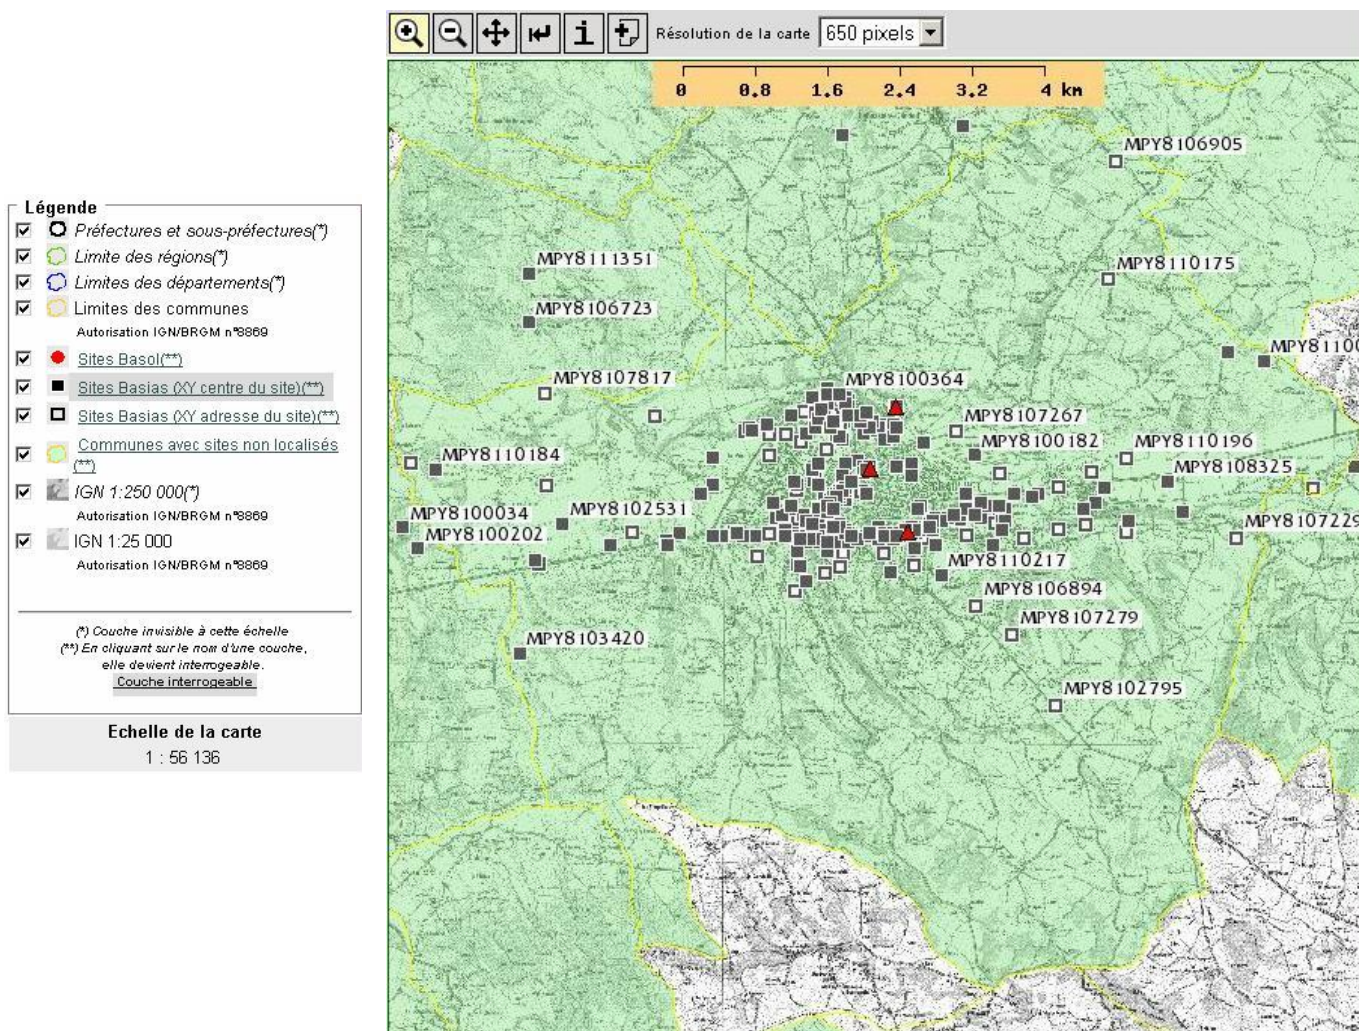 Résolution de la carte 650 pixels
0 0.8 1.6 2.4 3.2 4 km
Légende
Préfectures et sous-préfectures(*)
Limite des régions(*)
Limites des départements(*)
Limites des communes
Autorisation IGN/BRGM n°8869
Sites Basol(**)
Sites Basias (XY centre du site)(**)
Sites Basias (XY adresse du site)(**)
Communes avec sites non localisés
(**)
IGN 1:250 000(*)
Autorisation IGN/BRGM n°8869
IGN 1:25 000
Autorisation IGN/BRGM n°8869
(*) Couche invisible à cette échelle
(**) En cliquant sur le nom d'une couche,
elle devient interrogeable.
Couche interrogeable
Echelle de la carte
1 : 56 136
MPY8106905
MPY8111351
MPY8110175
MPY8106723
MPY81100
MPY8107817
MPY8100364
MPY8107267
MPY8100182
MPY8110196
MPY8110184
MPY8108325
MPY8100034
MPY8102531
MPY8107229
MPY8100202
MPY8110217
MPY8106894
MPY8107279
MPY8103420
MPY8102795